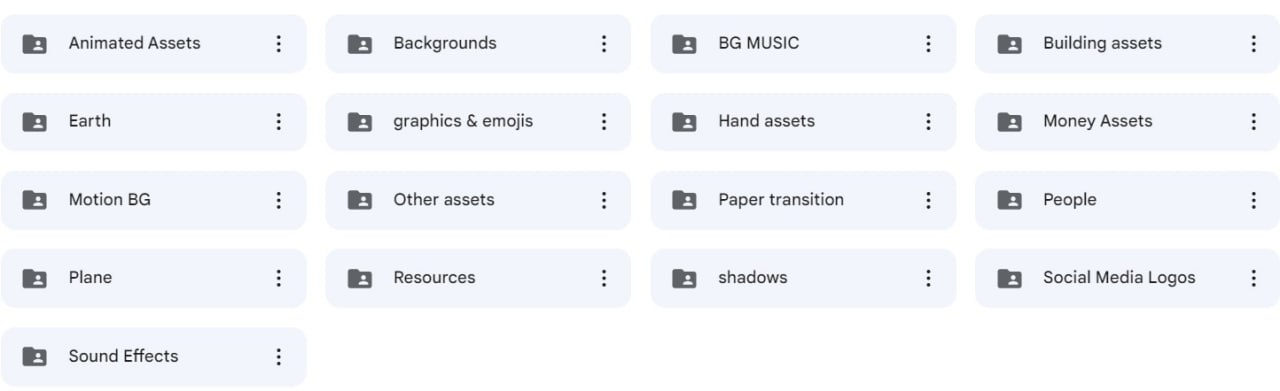 Animated Assets
Backgrounds
BG MUSIC
Building assets
Earth
graphics & emojis
Hand assets
Money Assets
Motion BG
Other assets
Paper transition
People
Plane
Resources
shadows
Social Media Logos
Sound Effects